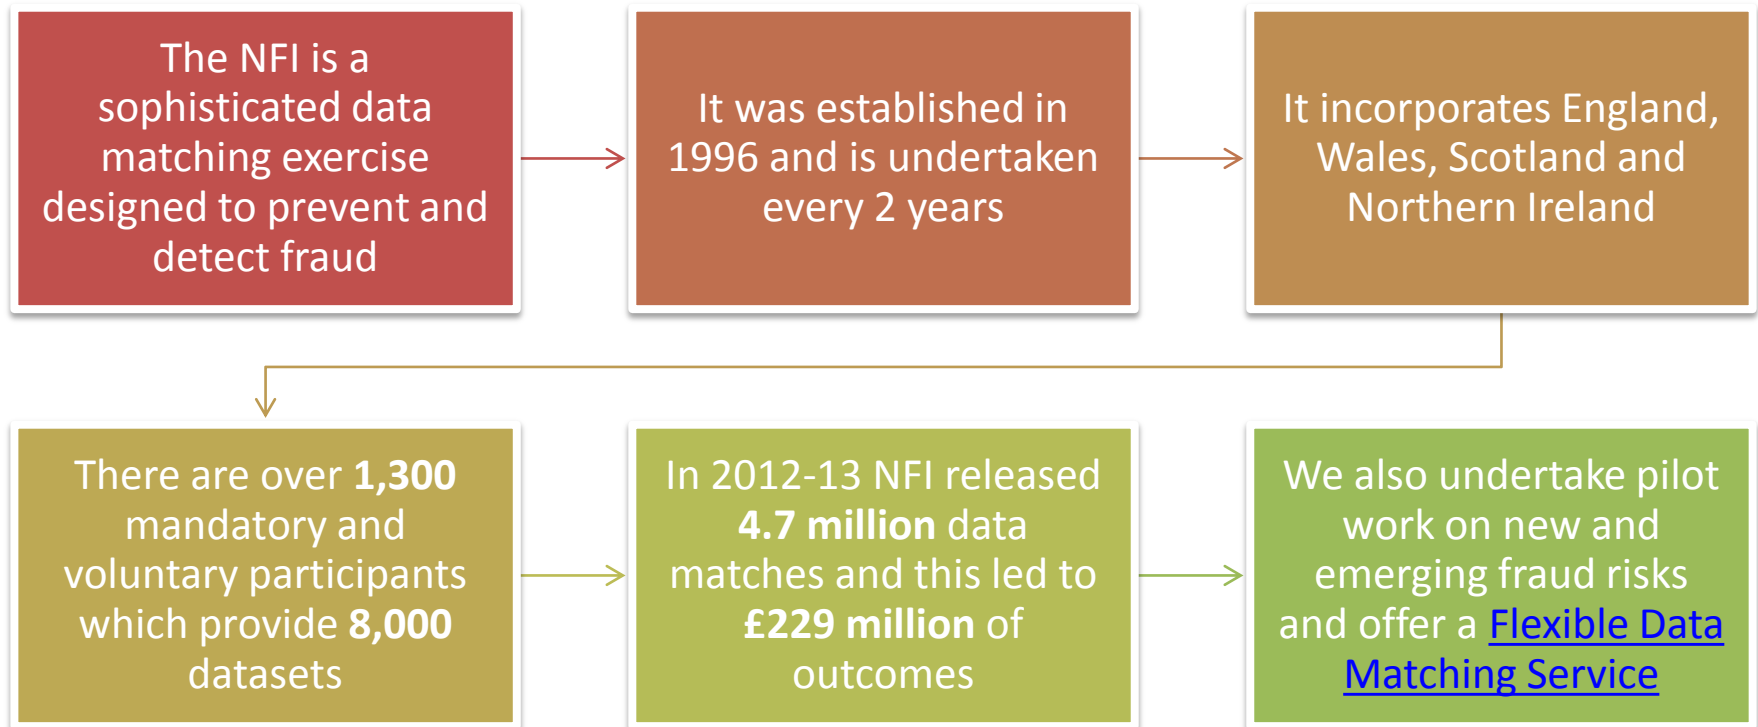 The NFI is a
sophisticated data
matching exercise
designed to prevent and
detect fraud
It was established in
1996 and is undertaken
every 2 years
It incorporates England,
Wales, Scotland and
Northern Ireland
There are over 1,300
mandatory and
voluntary participants
which provide 8,000
datasets
In 2012-13 NFI released
4.7 million data
matches and this led to
£229 million of
outcomes
We also undertake pilot
work on new and
emerging fraud risks
and offer a Flexible Data
Matching Service